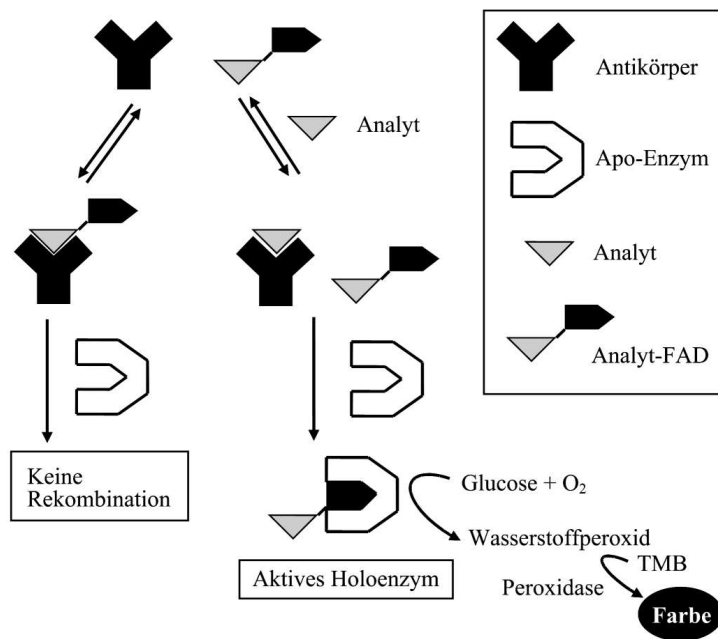 Analyt
Keine
Rekombination
Aktives Holoenzym
Glucose + O₂
Wasserstoffperoxid
TMB
Peroxidase
Farbe
Antikörper
Apo-Enzym
Analyt
Analyt-FAD